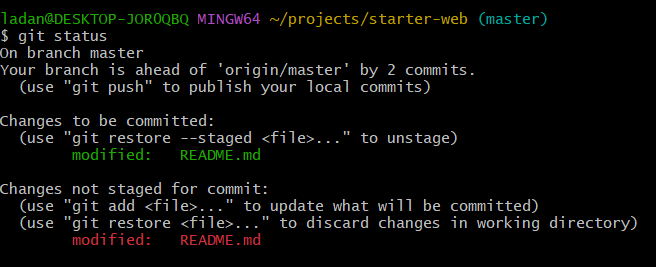 ladan@DESKTOP-JOROQBQ MINGW64 ~/projects/starter-web (master)
$ git status
On branch master
Your branch is ahead of 'origin/master' by 2 commits.
  (use "git push" to publish your local commits)

Changes to be committed:
  (use "git restore --staged <file>..." to unstage)
        modified:   README.md

Changes not staged for commit:
  (use "git add <file>..." to update what will be committed)
  (use "git restore <file>..." to discard changes in working directory)
        modified:   README.md